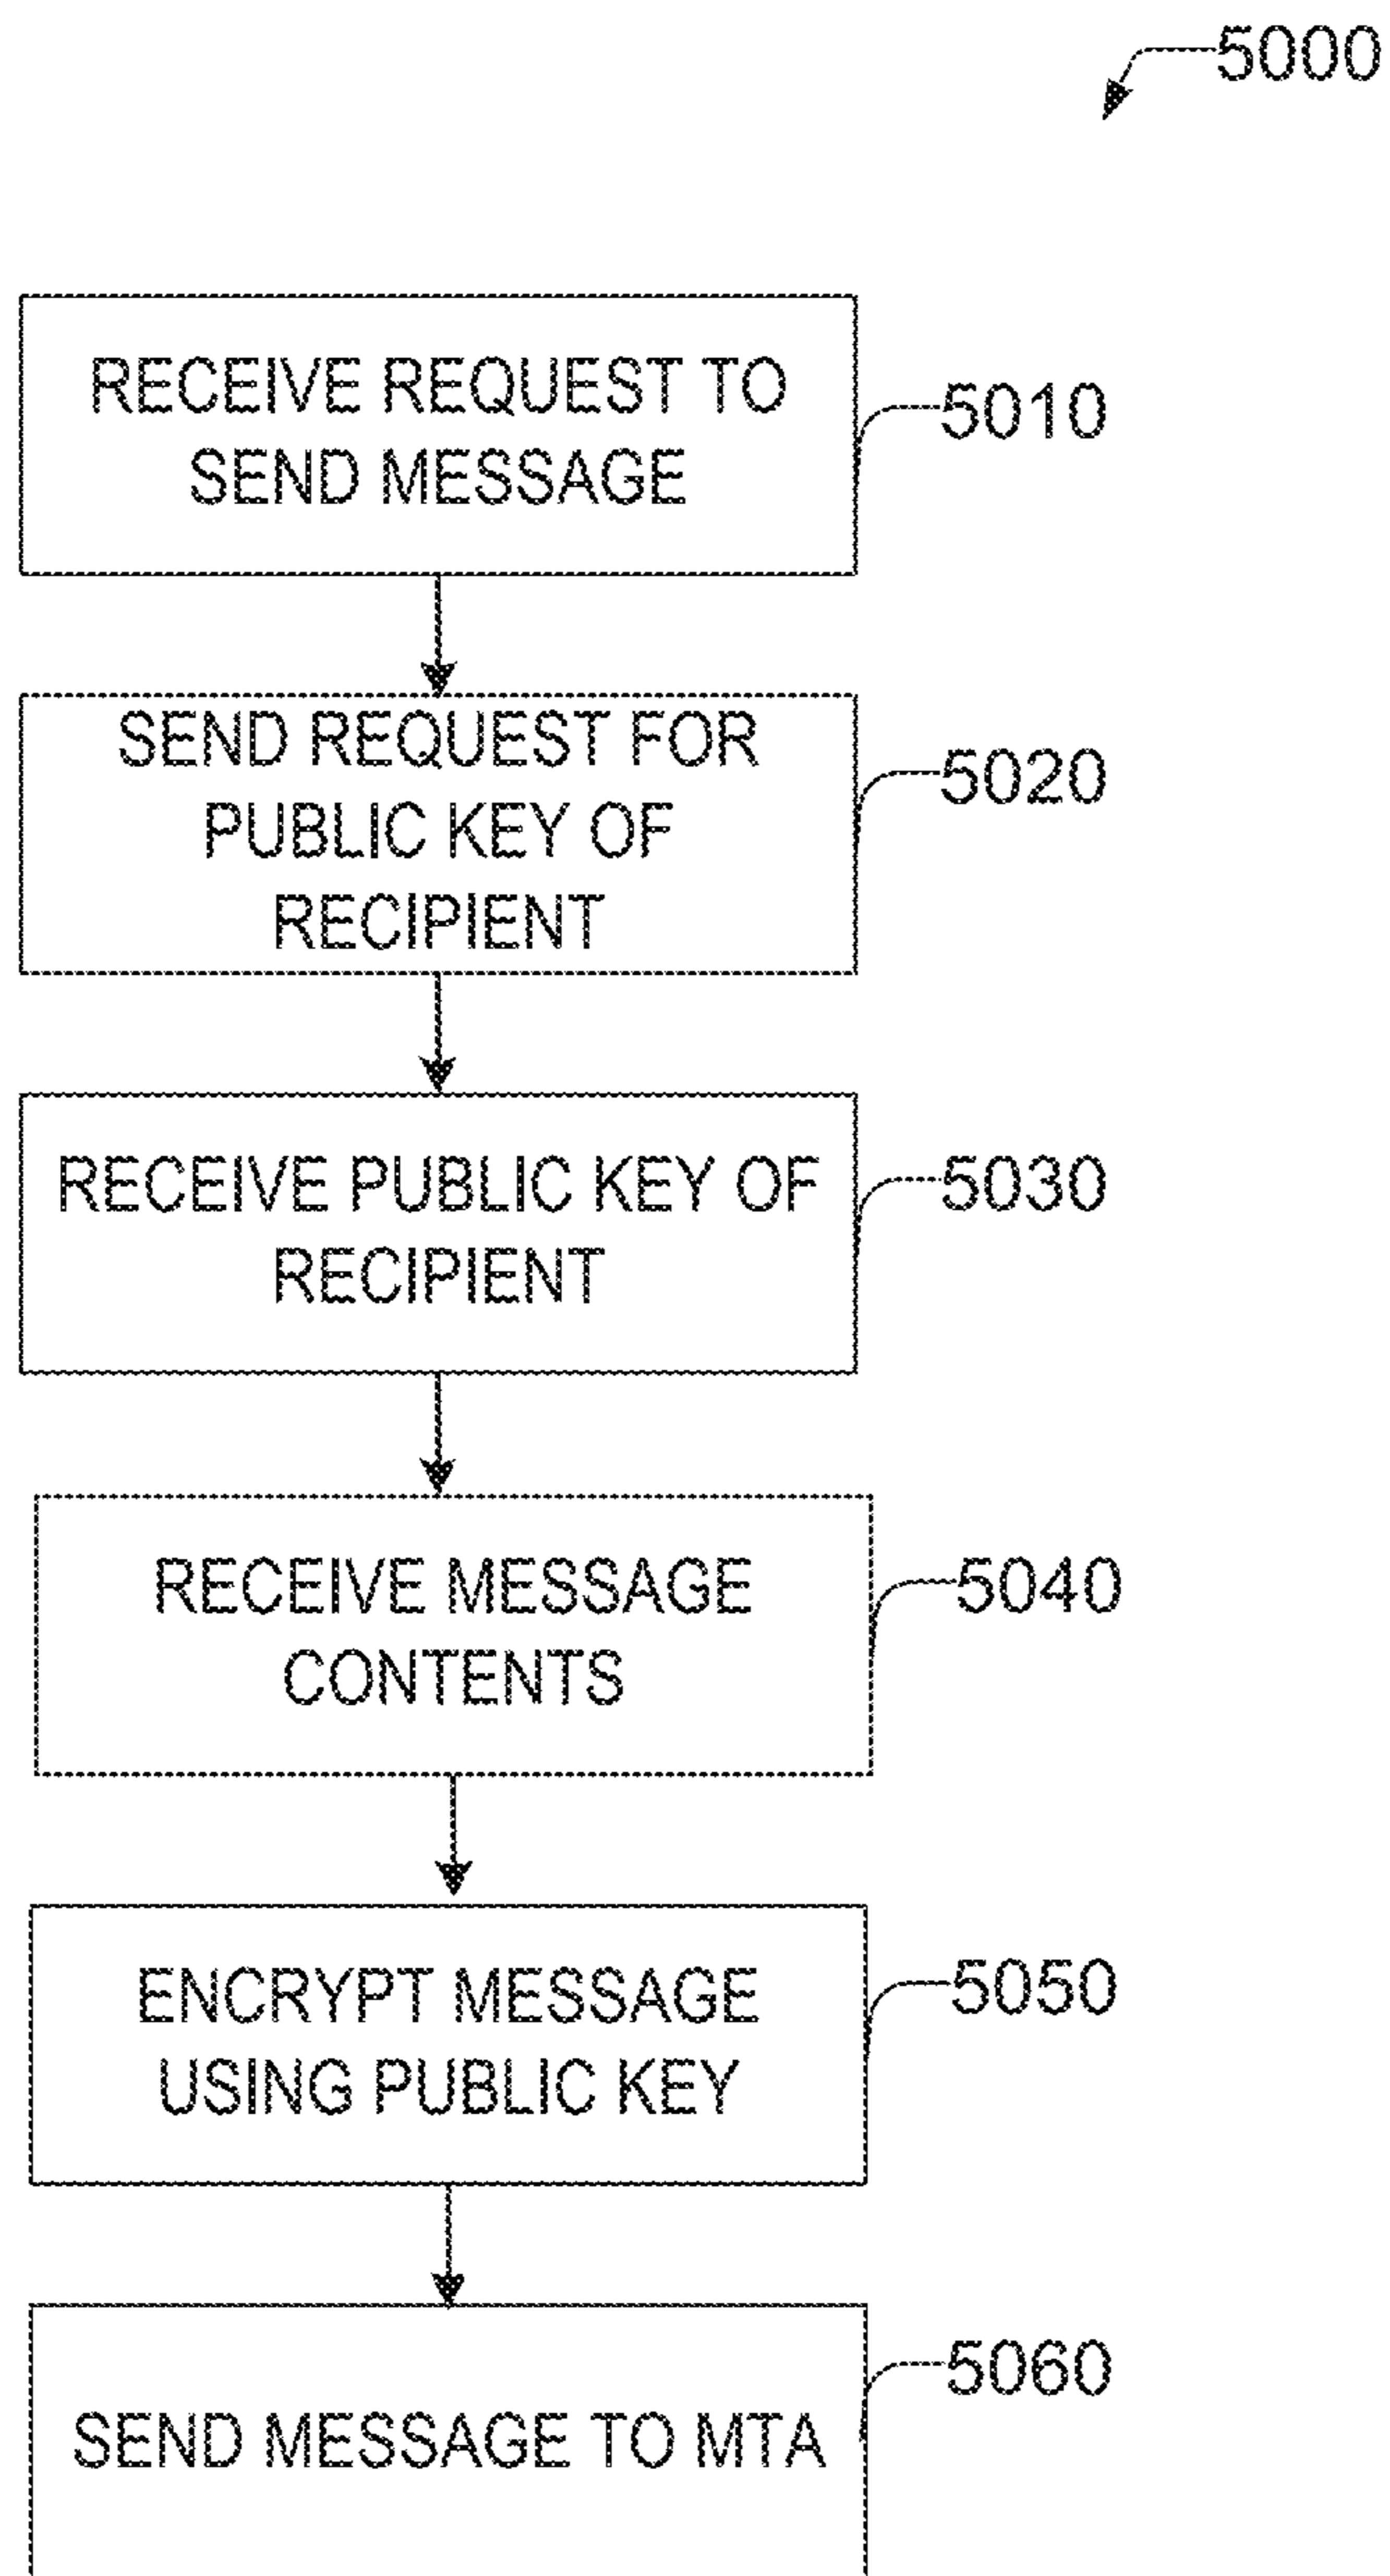 5000
RECEIVE REQUEST TO
SEND MESSAGE
5010
SEND REQUEST FOR
PUBLIC KEY OF
RECIPIENT
5020
RECEIVE PUBLIC KEY OF
RECIPIENT
5030
RECEIVE MESSAGE
CONTENTS
5040
ENCRYPT MESSAGE
USING PUBLIC KEY
5050
SEND MESSAGE TO MTA
5060